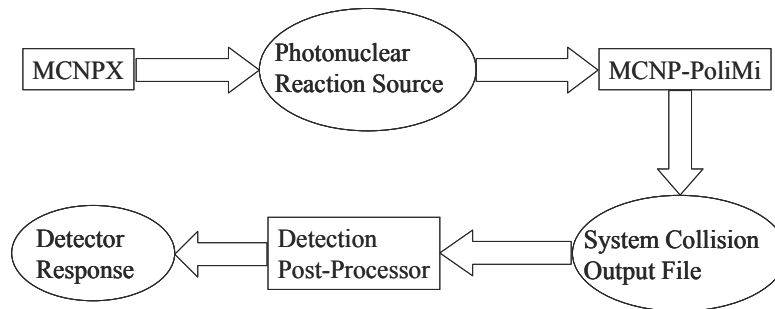 MCNPX
Photonuclear
Reaction Source
MCNP-PoliMi
System Collision
Output File
Detection
Post-Processor
Detector
Response